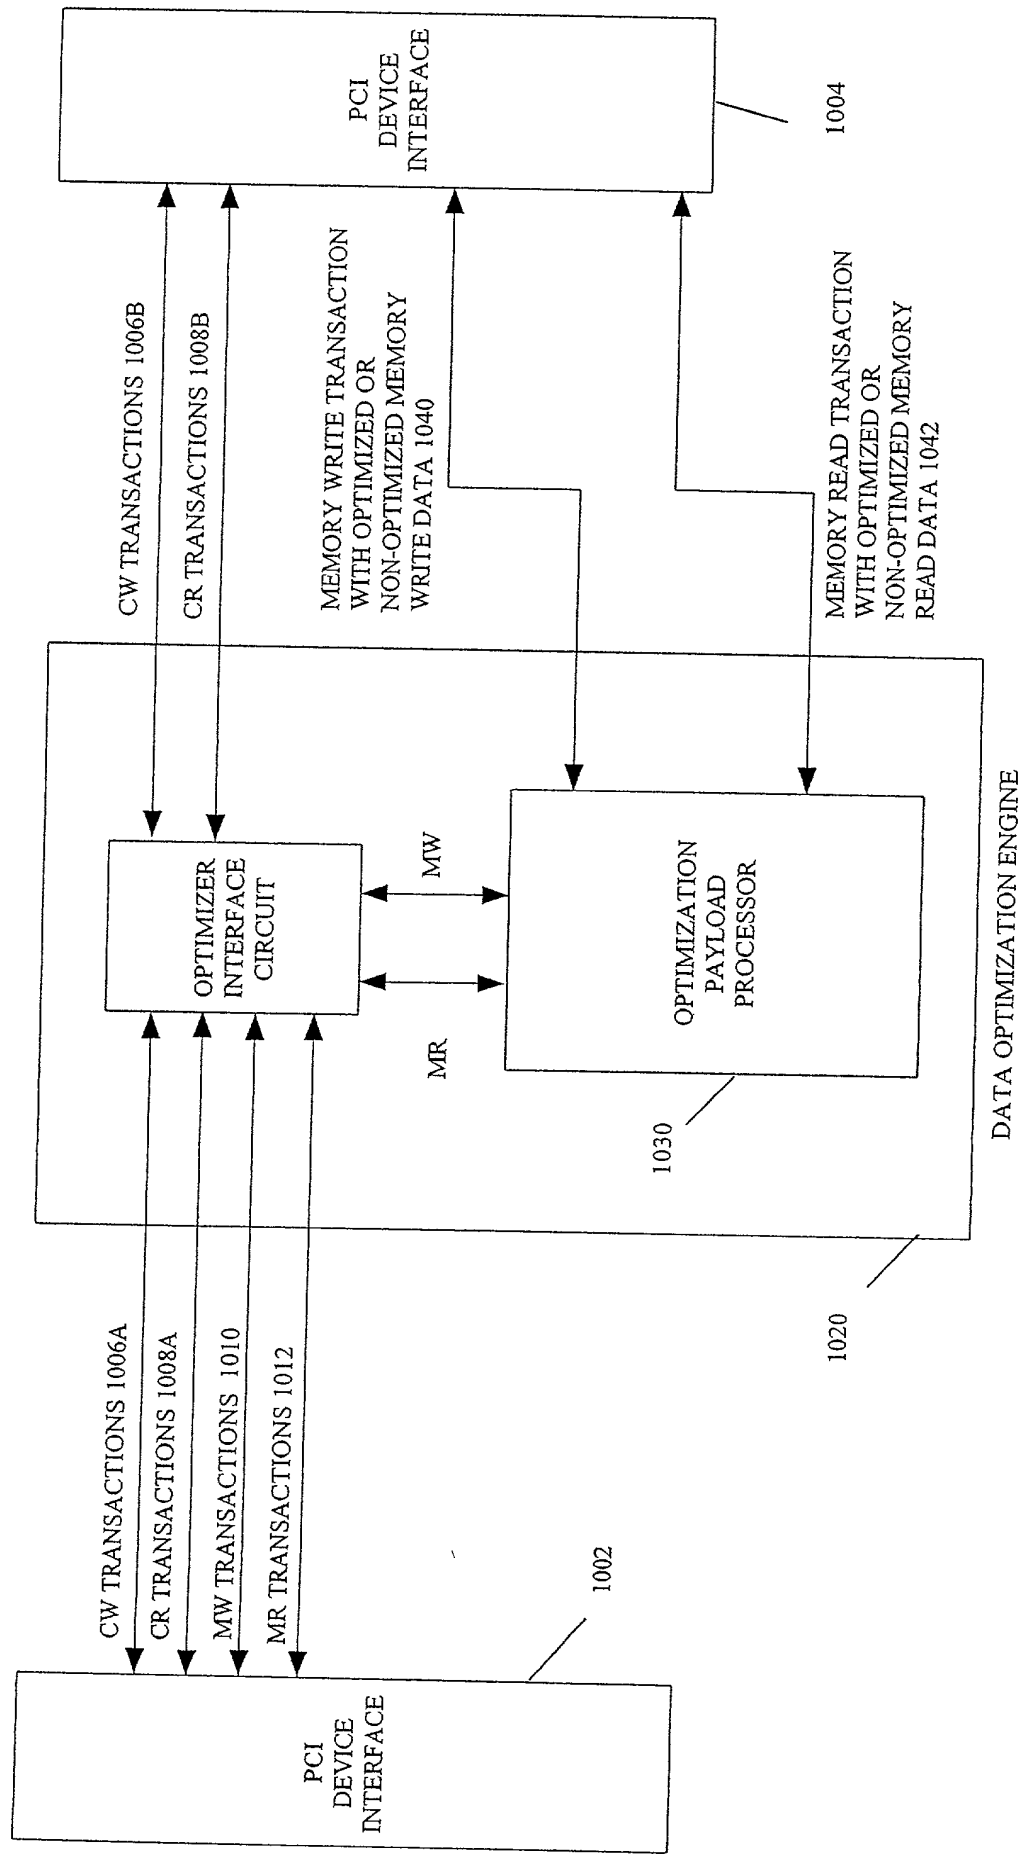 PCI
DEVICE
INTERFACE
1002
CW TRANSACTIONS 1006A
CR TRANSACTIONS 1008A
MW TRANSACTIONS 1010
MR TRANSACTIONS 1012
OPTIMIZER
INTERFACE
CIRCUIT
MR
MW
OPTIMIZATION
PAYLOAD
PROCESSOR
1030
1020
DATA OPTIMIZATION ENGINE
CW TRANSACTIONS 1006B
CR TRANSACTIONS 1008B
MEMORY WRITE TRANSACTION
WITH OPTIMIZED OR
NON-OPTIMIZED MEMORY
WRITE DATA 1040
MEMORY READ TRANSACTION
WITH OPTIMIZED OR
NON-OPTIMIZED MEMORY
READ DATA 1042
PCI
DEVICE
INTERFACE
1004